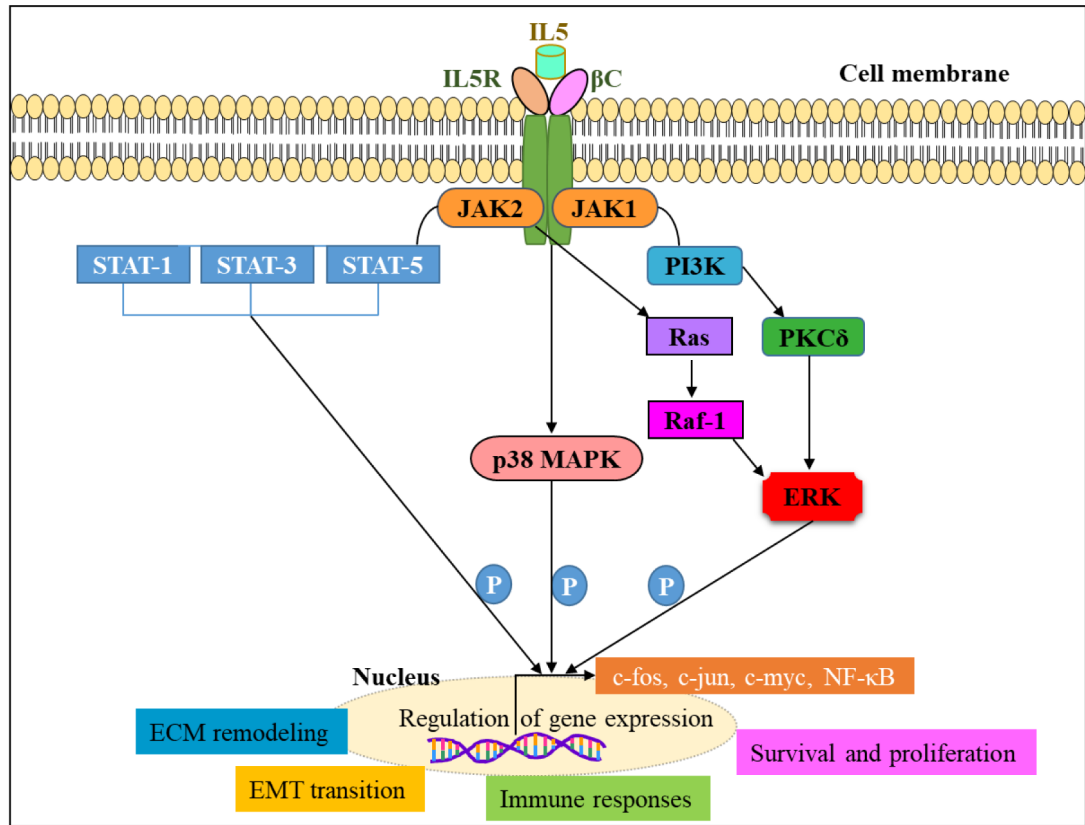 IL5
IL5R
βC
Cell membrane
JAK2
JAK1
STAT-1
STAT-3
STAT-5
PI3K
Ras
PKCδ
Raf-1
p38 MAPK
ERK
P
P
P
Nucleus
c-fos, c-jun, c-myc, NF-κB
Regulation of gene expression
ECM remodeling
Survival and proliferation
EMT transition
Immune responses